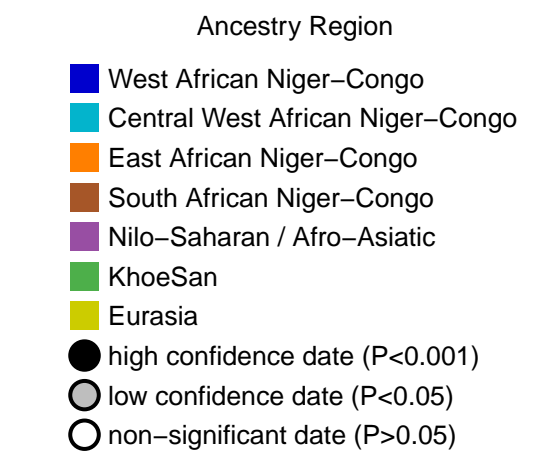 Ancestry Region
West African Niger−Congo
Central West African Niger−Congo
East African Niger−Congo
South African Niger−Congo
Nilo−Saharan / Afro−Asiatic
KhoeSan
Eurasia
high confidence date (P<0.001)
low confidence date (P<0.05)
non−significant date (P>0.05)